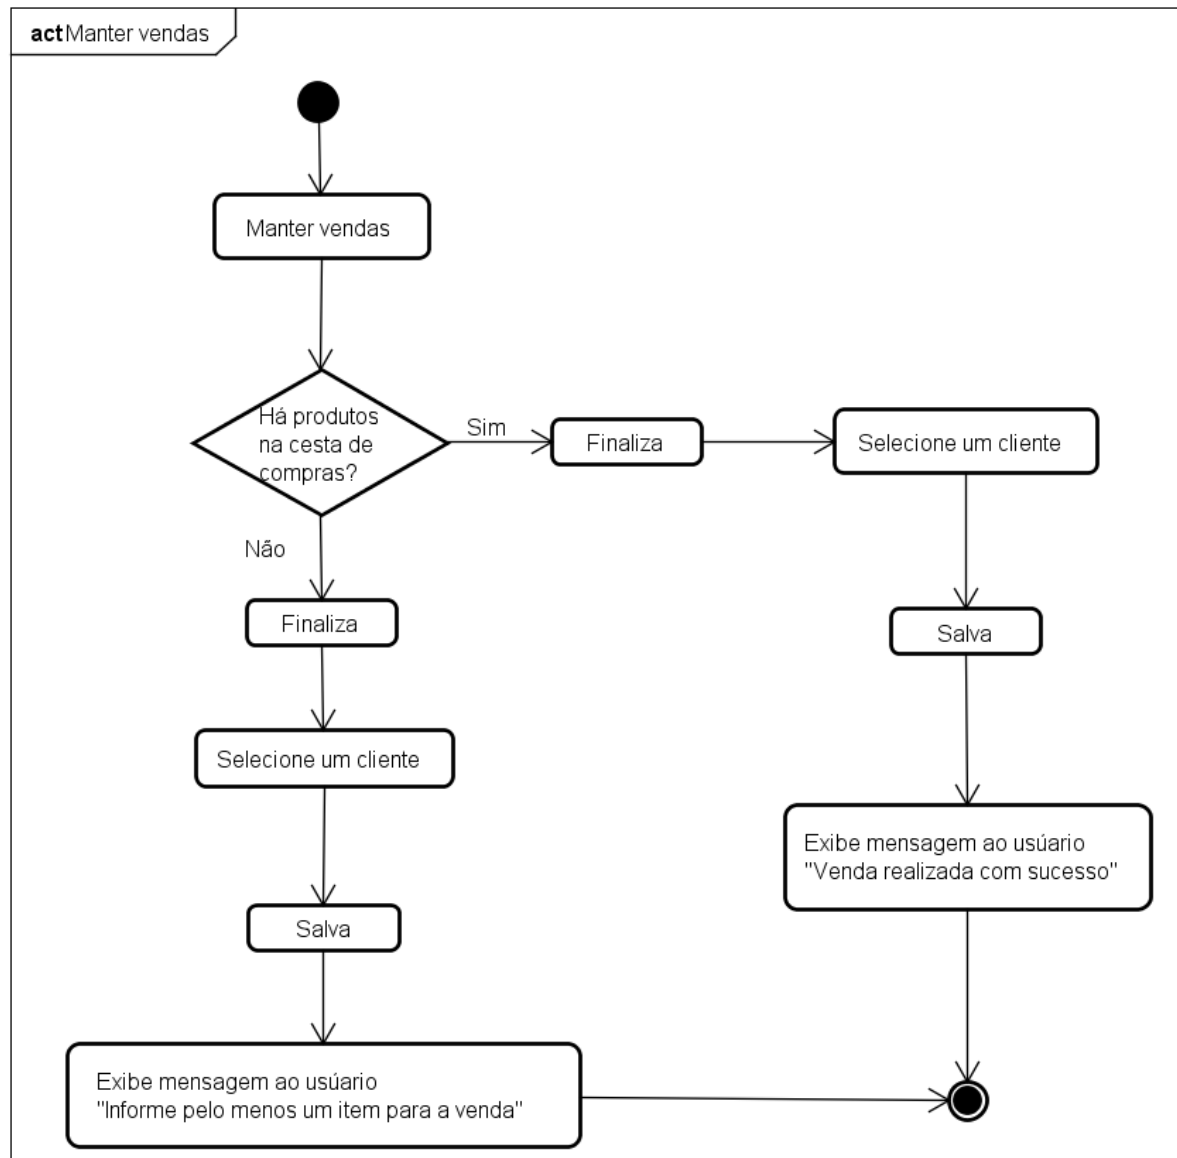 act Manter vendas
Manter vendas
Há produtos
na cesta de
compras?
Sim
Finaliza
Selecione um cliente
Não
Finaliza
Salva
Selecione um cliente
Exibe mensagem ao usúario
"Venda realizada com sucesso"
Salva
Exibe mensagem ao usúario
"Informe pelo menos um item para a venda"